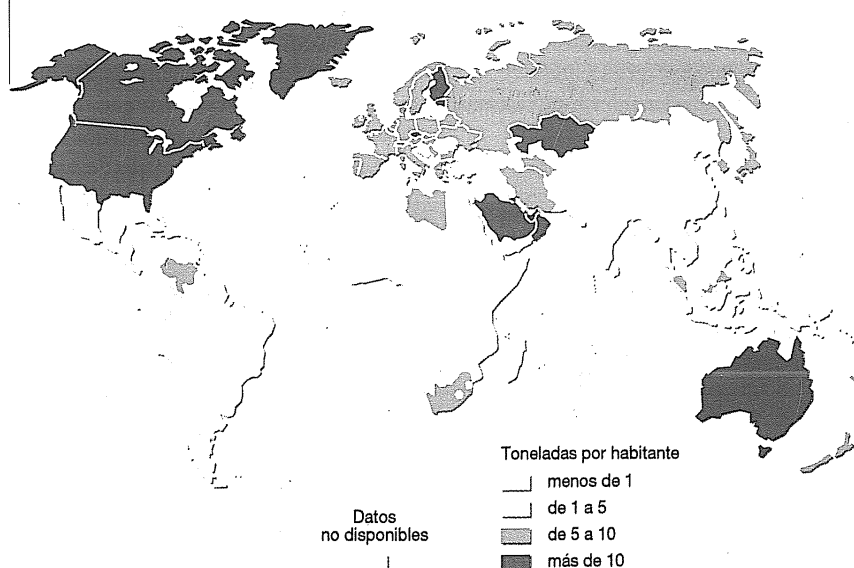 Toneladas por habitante
menos de 1
de 1 a 5
de 5 a 10
más de 10
Datos
no disponibles